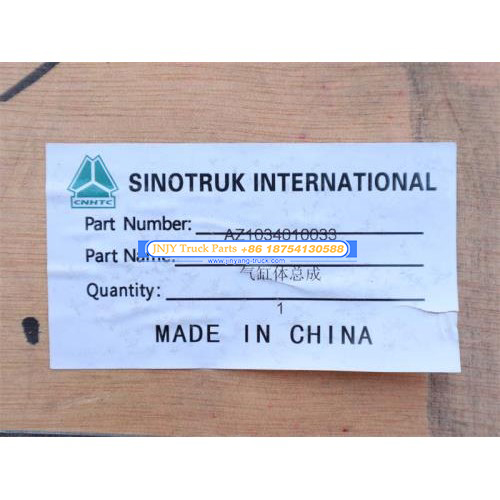 SINOTRUK INTERNATIONAL
CNHTC
Part Number: AZ1034010033
JNJY Truck Parts +86 18754130588
Part Name: 气缸体总成
www.jinyang-truck.com
Quantity: 1
MADE IN CHINA